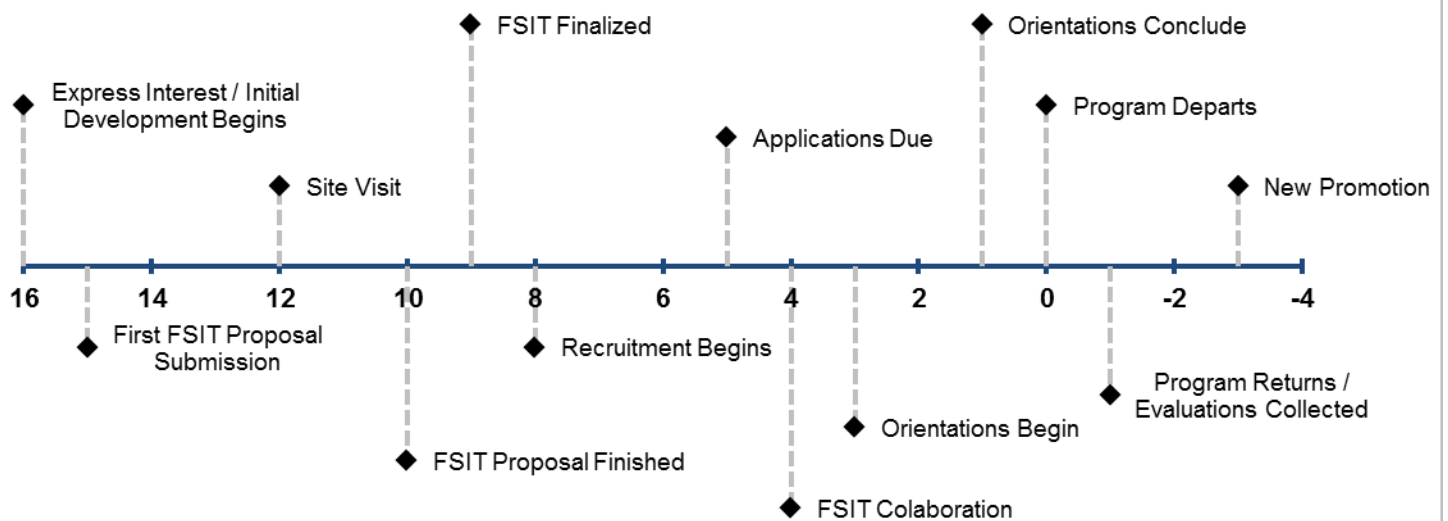 FSIT Finalized
Orientations Conclude
Express Interest / Initial
Development Begins
Program Departs
Applications Due
Site Visit
New Promotion
16 14 12 10 8 6 4 2 0 -2 -4
First FSIT Proposal
Submission
Recruitment Begins
Program Returns /
Evaluations Collected
Orientations Begin
FSIT Proposal Finished
FSIT Colaboration